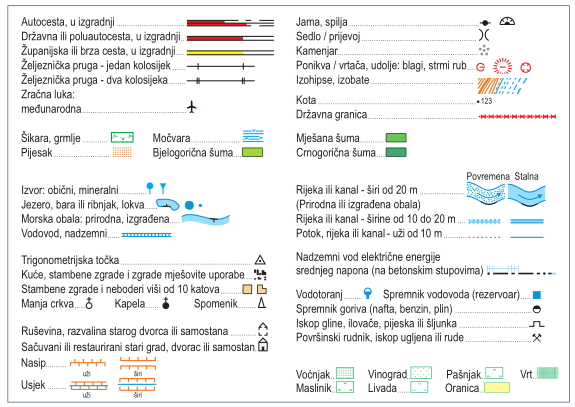 Autocesta, u izgradnji
Državna ili poluautocesta, u izgradnji
Županijska ili brza cesta, u izgradnji
Željeznička pruga - jedan kolosijek
Željeznička pruga - dva kolosijeka
Zračna luka:
međunarodna
Šikara, grmlje
Močvara
Pijesak
Bjelogorična šuma
Izvor: obični, mineralni
Jezero, bara ili ribnjak, lokva
Morska obala: prirodna, izgrađena
Vodovod, nadzemni
Trigonometrijska točka
Kuće, stambene zgrade i zgrade mješovite uporabe
Stambene zgrade i neboderi viši od 10 katova
Manja crkva
Kapela
Spomenik
Ruševina, razvalina starog dvorca ili samostana
Sačuvani ili restaurirani stari grad, dvorac ili samostan
Nasip
uži
širi
Usjek
uži
širi
Jama, spilja
Sedlo / prijevoj
Kamenjar
Ponikva / vrtača, udolje: blagi, strmi rub
Izohipse, izobate
Kota
123
Državna granica
Mješana šuma
Crnogorična šuma
Povremena
Stalna
Rijeka ili kanal - širi od 20 m
(Prirodna ili izgrađena obala)
Rijeka ili kanal - širine od 10 do 20 m
Potok, rijeka ili kanal - uži od 10 m
Nadzemni vod električne energije
srednjeg napona (na betonskim stupovima)
Vodotoranj
Spremnik vodovoda (rezervoar)
Spremnik goriva (nafta, benzin, plin)
Iskop gline, ilovače, pijeska ili šljunka
Površinski rudnik, iskop ugljena ili rude
Voćnjak
Vinograd
Pašnjak
Vrt
Maslinik
Livada
Oranica